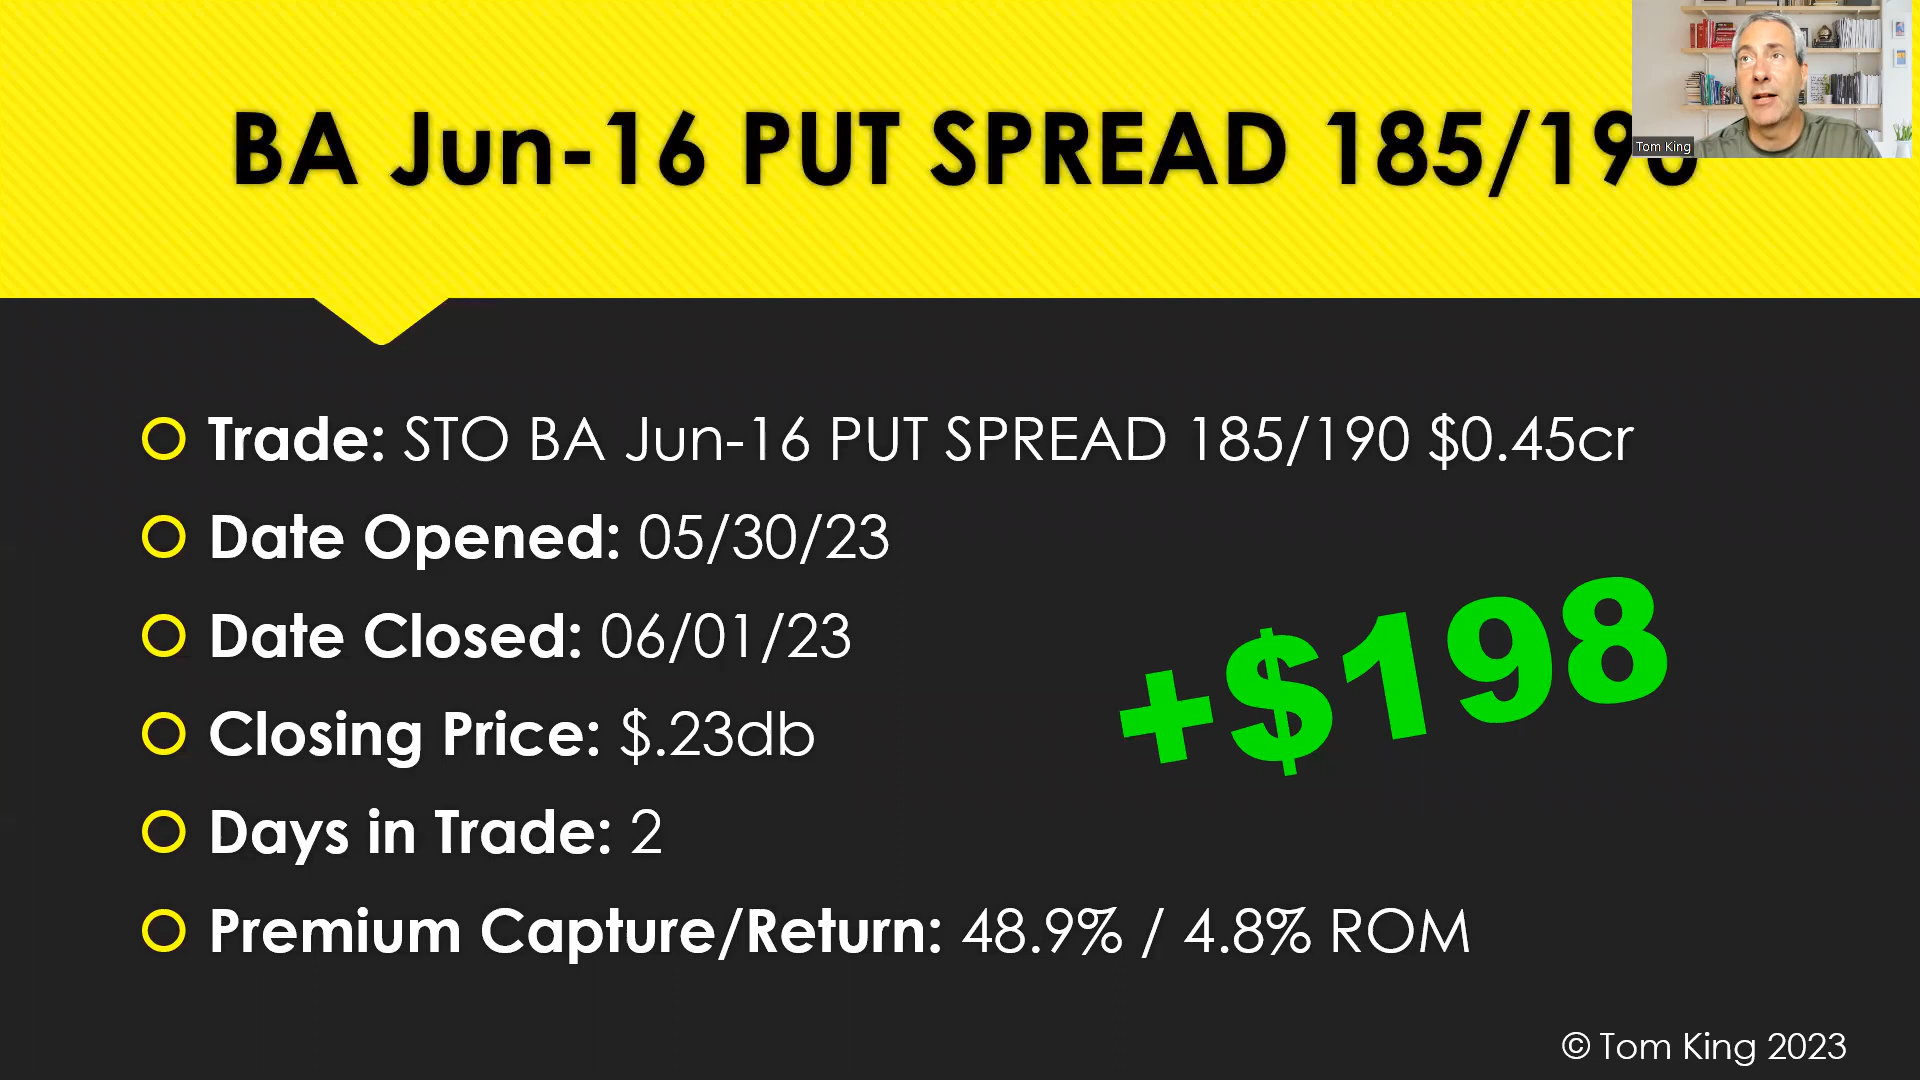 BA Jun-16 PUT SPREAD 185/190
Tom King
Trade: STO BA Jun-16 PUT SPREAD 185/190 $0.45cr
Date Opened: 05/30/23
Date Closed: 06/01/23
+$198
Closing Price: $.23db
Days in Trade: 2
Premium Capture/Return: 48.9% / 4.8% ROM
© Tom King 2023